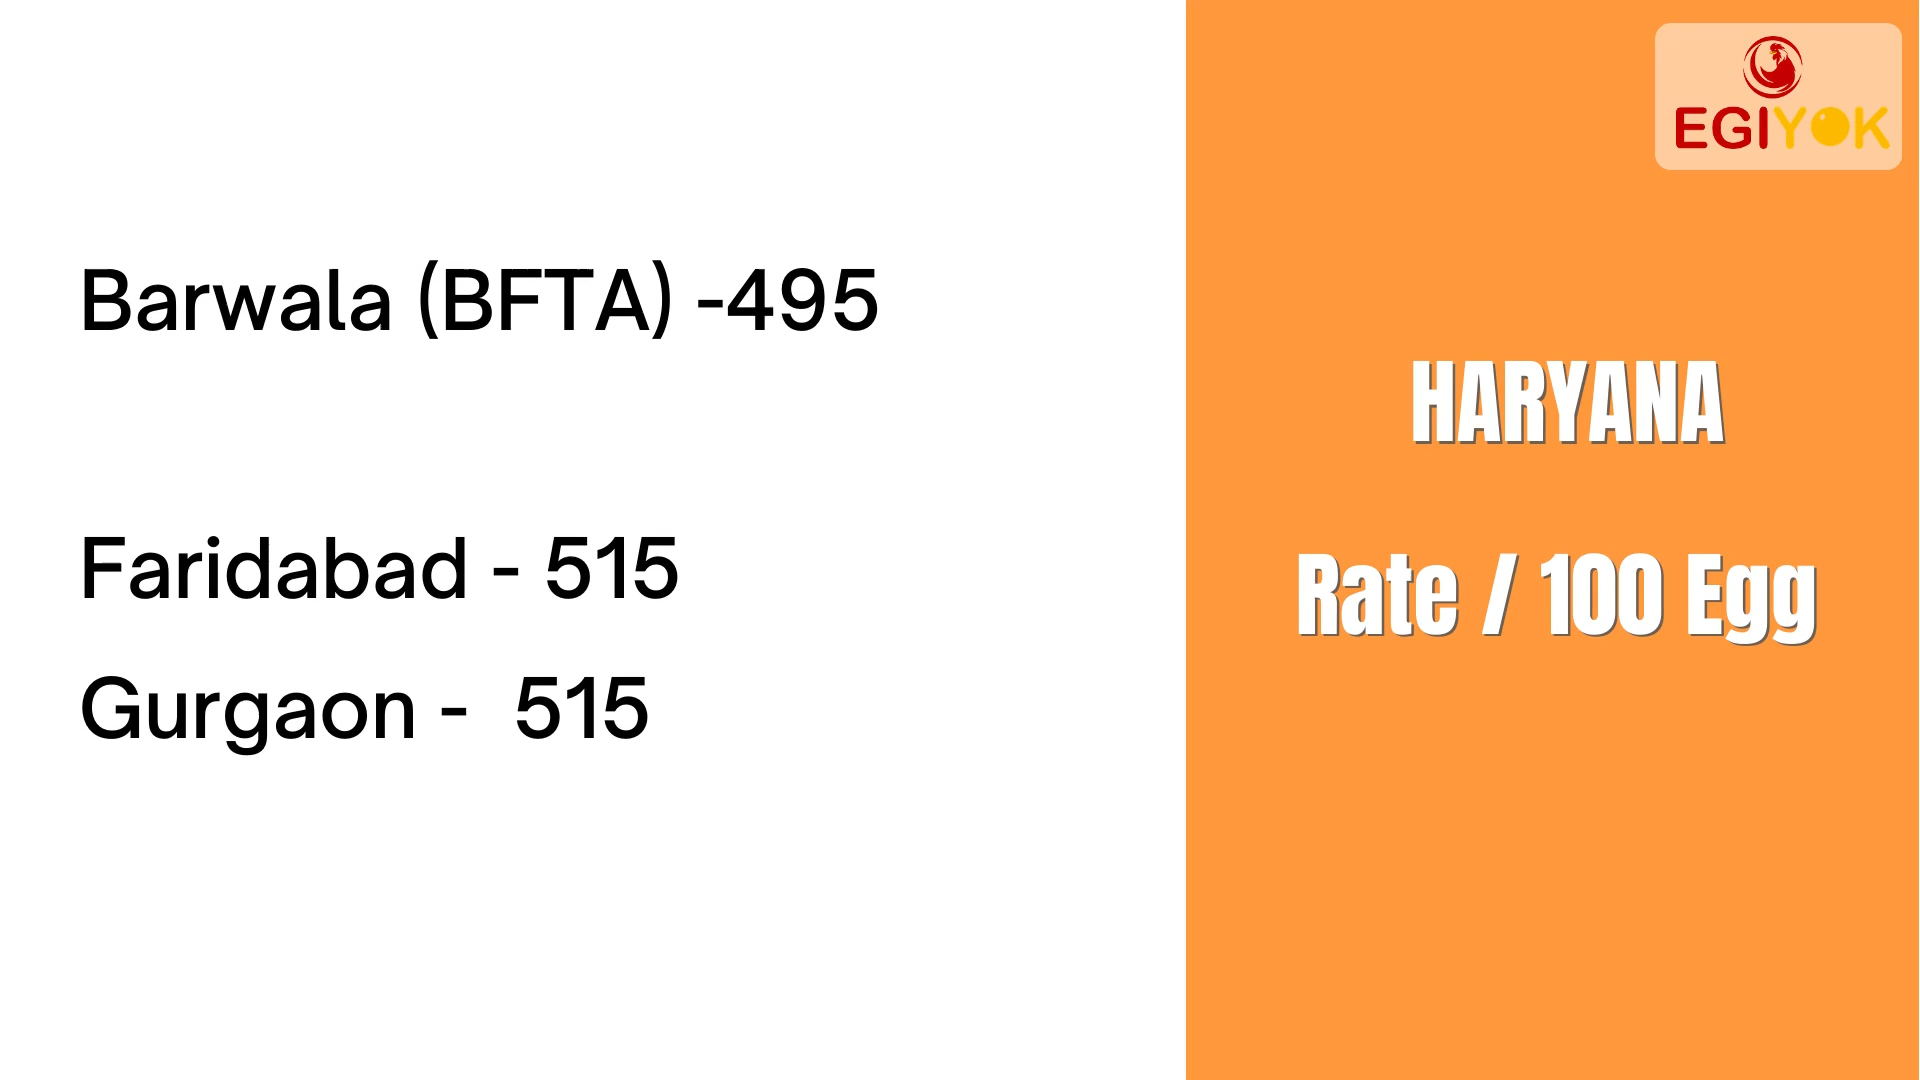 Barwala (BFTA) -495
Faridabad - 515
Gurgaon -  515
EGIYOK
HARYANA
Rate / 100 Egg